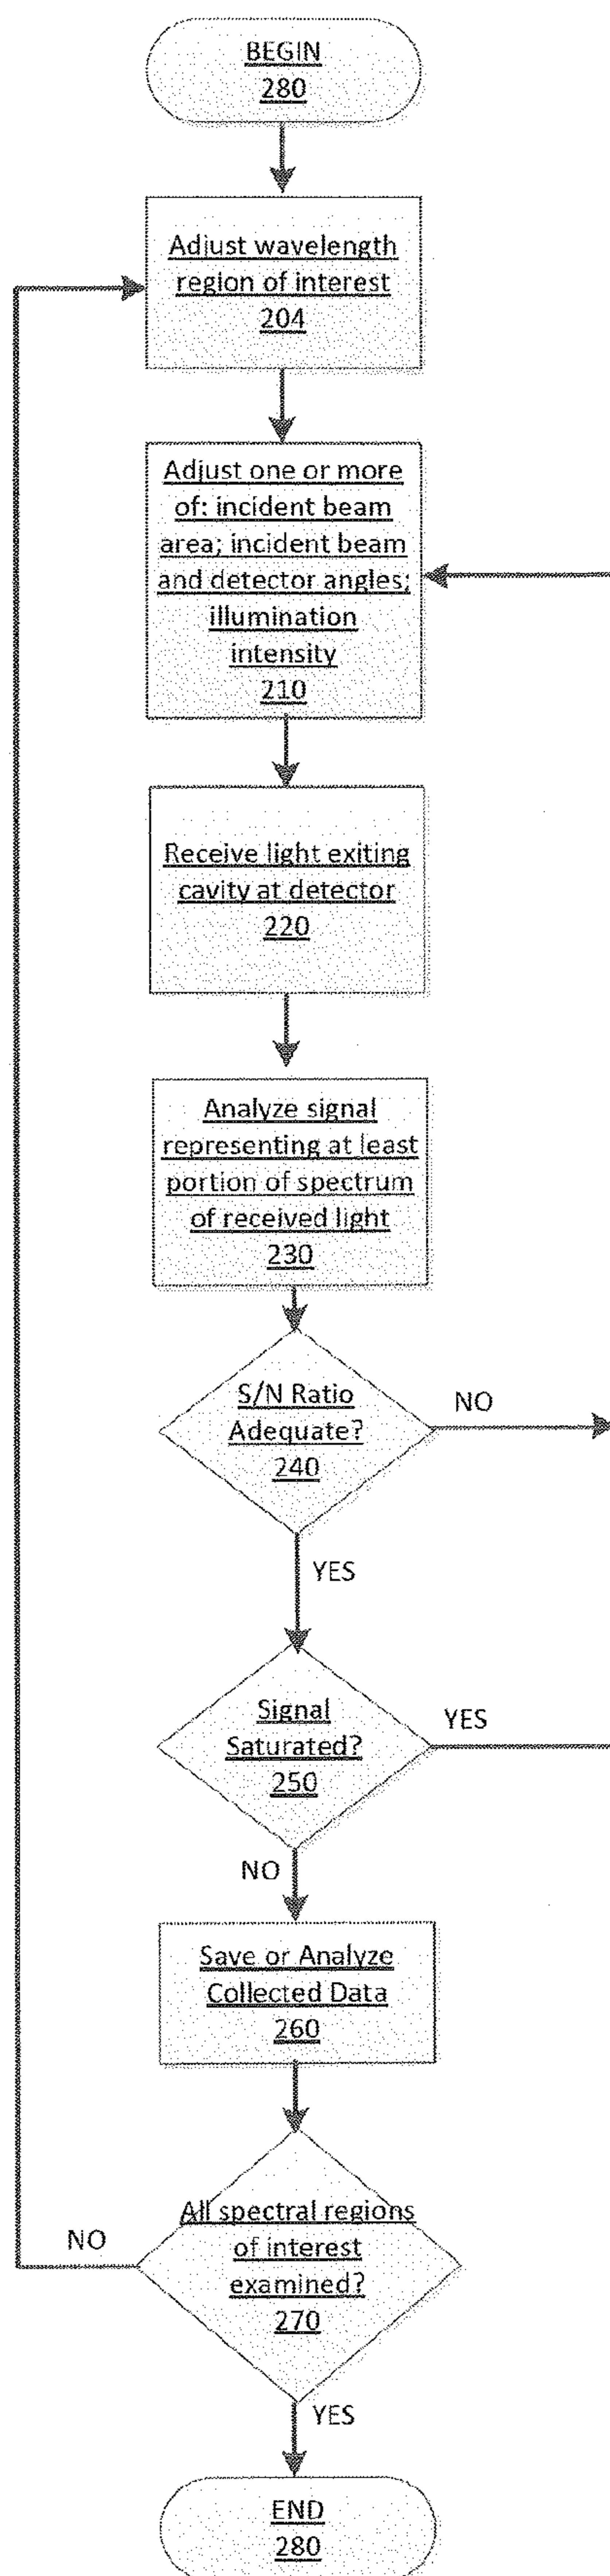 BEGIN
280
Adjust wavelength
region of interest
204
Adjust one or more
of: incident beam
area; incident beam
and detector angles;
illumination
intensity
210
Receive light exiting
cavity at detector
220
Analyze signal
representing at least
portion of spectrum
of received light
230
S/N Ratio
Adequate?
240
NO
YES
Signal
Saturated?
250
YES
NO
Save or Analyze
Collected Data
260
All spectral regions
of interest
examined?
270
NO
YES
END
280